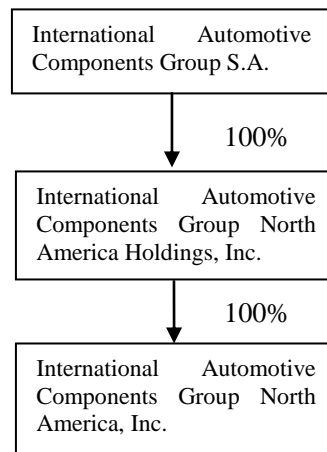 International Automotive
Components Group S.A.
100%
International Automotive
Components Group North
America Holdings, Inc.
100%
International Automotive
Components Group North
America, Inc.